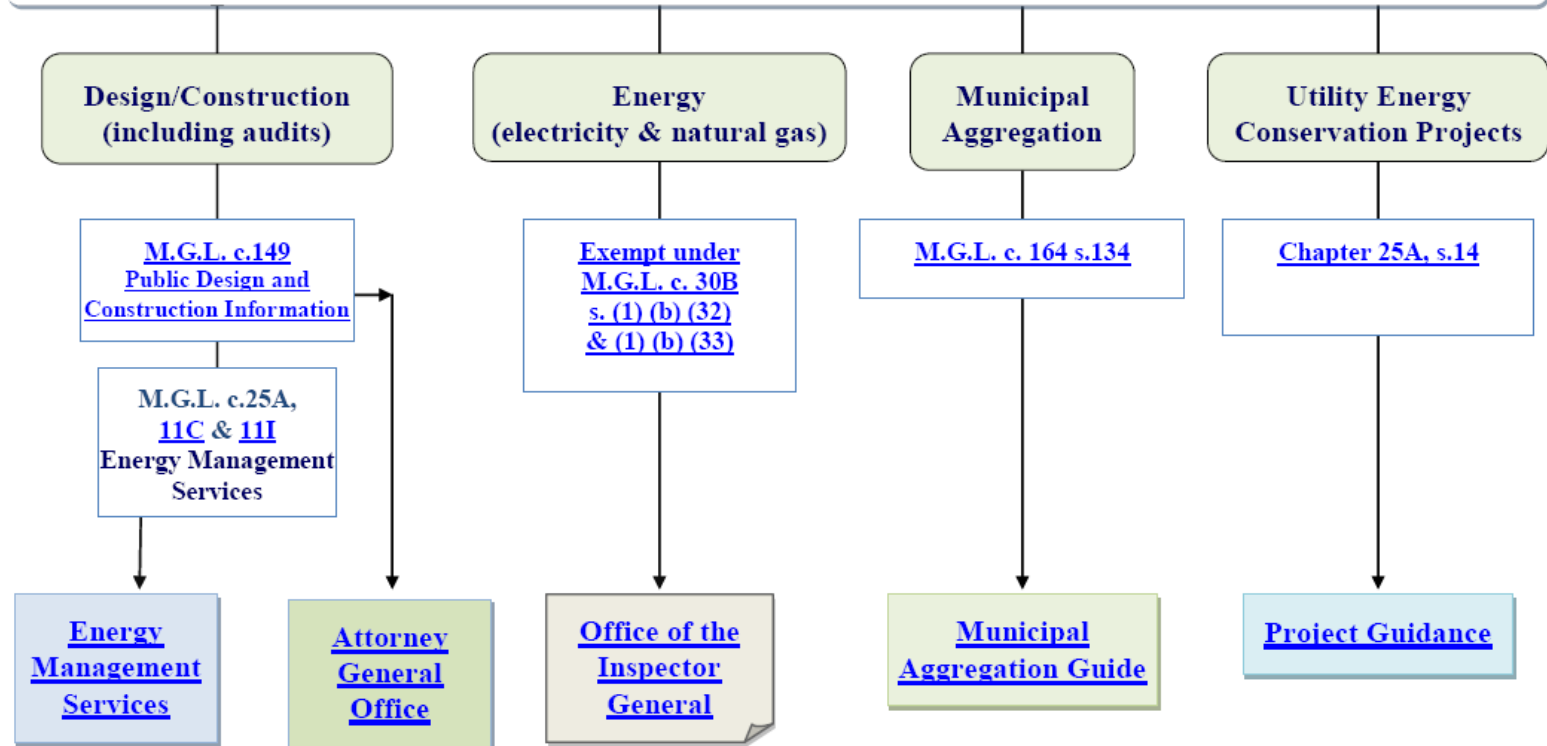 Design/Construction
(including audits)
Energy
(electricity & natural gas)
Municipal
Aggregation
Utility Energy
Conservation Projects
M.G.L. c.149
Public Design and
Construction Information
Exempt under
M.G.L. c. 30B
s. (1) (b) (32)
& (1) (b) (33)
M.G.L. c. 164 s.134
Chapter 25A, s.14
M.G.L. c.25A,
11C & 11I
Energy Management
Services
Energy
Management
Services
Attorney
General
Office
Office of the
Inspector
General
Municipal
Aggregation Guide
Project Guidance